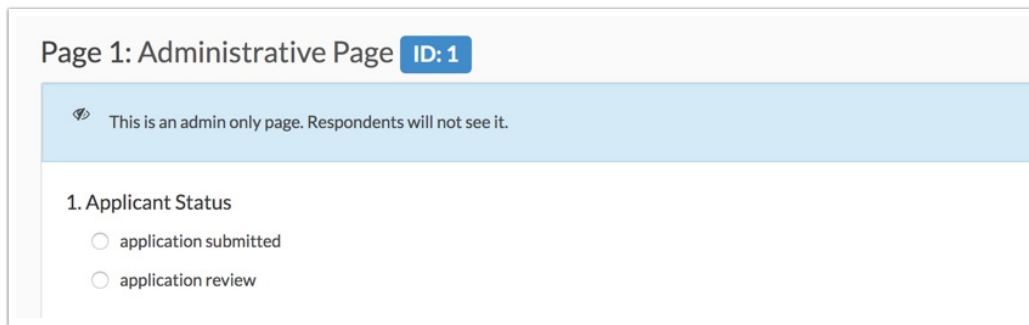 Page 1: Administrative Page ID: 1
This is an admin only page. Respondents will not see it.
1. Applicant Status
application submitted
application review